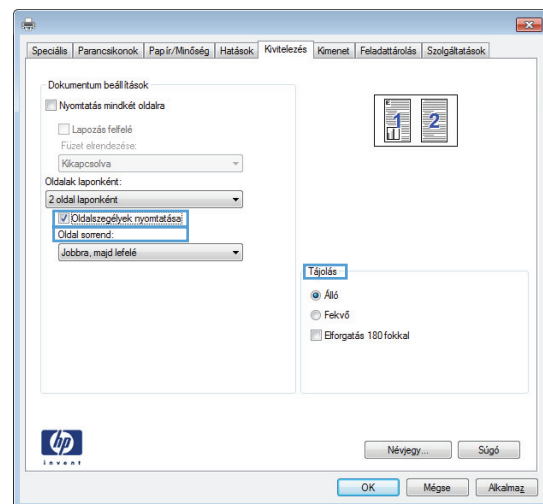 Speciális Parancsikonok Papír/Minőség Hatások Kivitelezés Kimenet Feladattárolás Szolgáltatások
Dokumentum beállítások
Nyomtatás mindkét oldalra
Lapozás felfelé
Füzet elrendezése:
Kikapcsolva
Oldalak laponként:
2 oldal laponként
Oldalszegélyek nyomtatása
Oldal sorrend:
Jobbra, majd lefelé
1 2
Tájolás
Álló
Fekvő
Elforgatás 180 fokkal
hp
invent
Névjegy... Súgó
OK Mégse Alkalmaz